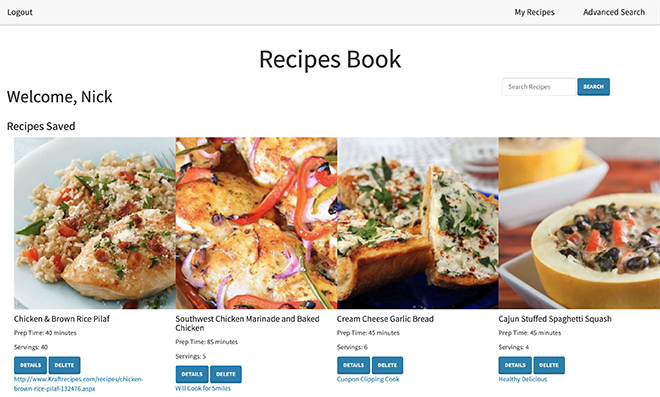 Logout
My Recipes
Advanced Search
Recipes Book
Search Recipes
SEARCH
Welcome, Nick
Recipes Saved
Chicken & Brown Rice Pilaf
Prep Time: 40 minutes
Servings: 40
DETAILS
DELETE
http://www.Kraftrecipes.com/recipes/chicken-
brown-rice-pilaf-132476.aspx
Southwest Chicken Marinade and Baked
Chicken
Prep Time: 85 minutes
Servings: 5
DETAILS
DELETE
Will Cook for Smiles
Cream Cheese Garlic Bread
Prep Time: 45 minutes
Servings: 6
DETAILS
DELETE
Cuopon Clipping Cook
Cajun Stuffed Spaghetti Squash
Prep Time: 45 minutes
Servings: 4
DETAILS
DELETE
Healthy Delicious